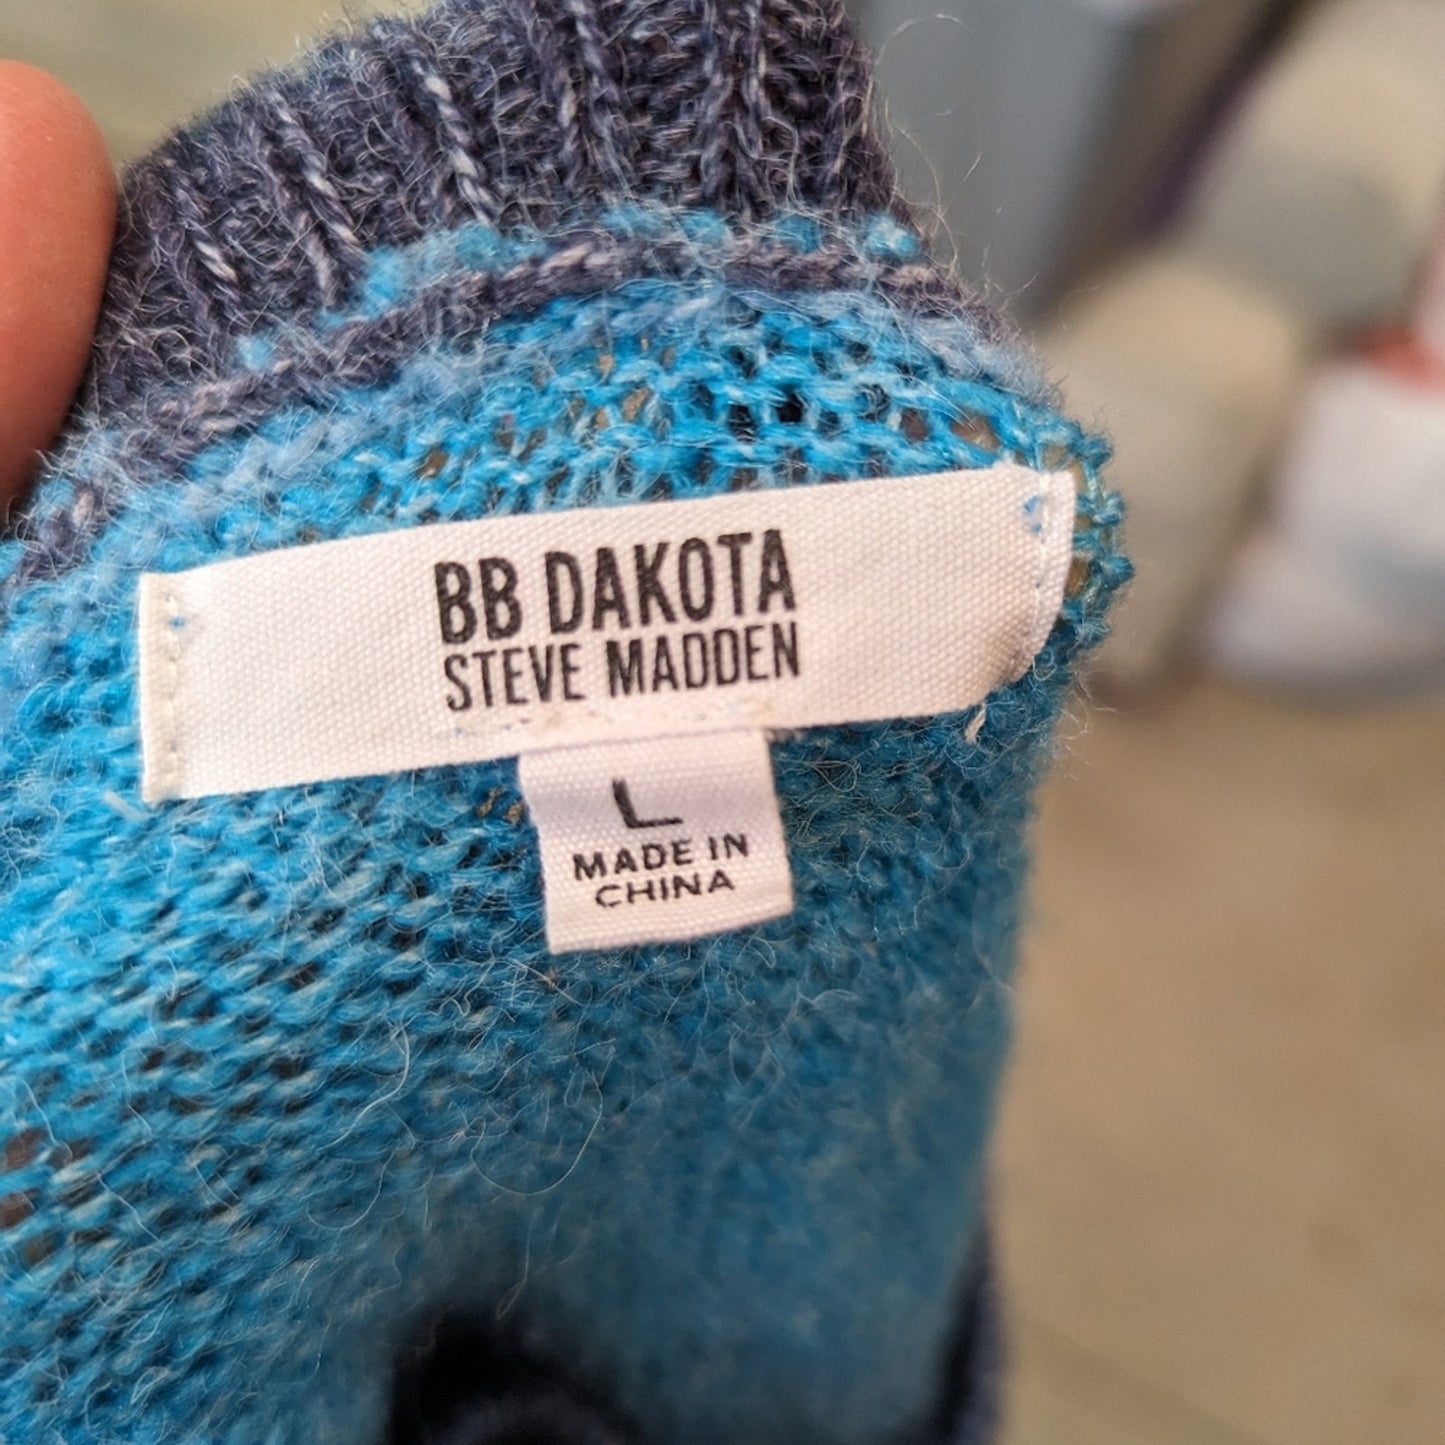 BB DAKOTA
STEVE MADDEN
L
MADE IN
CHINA